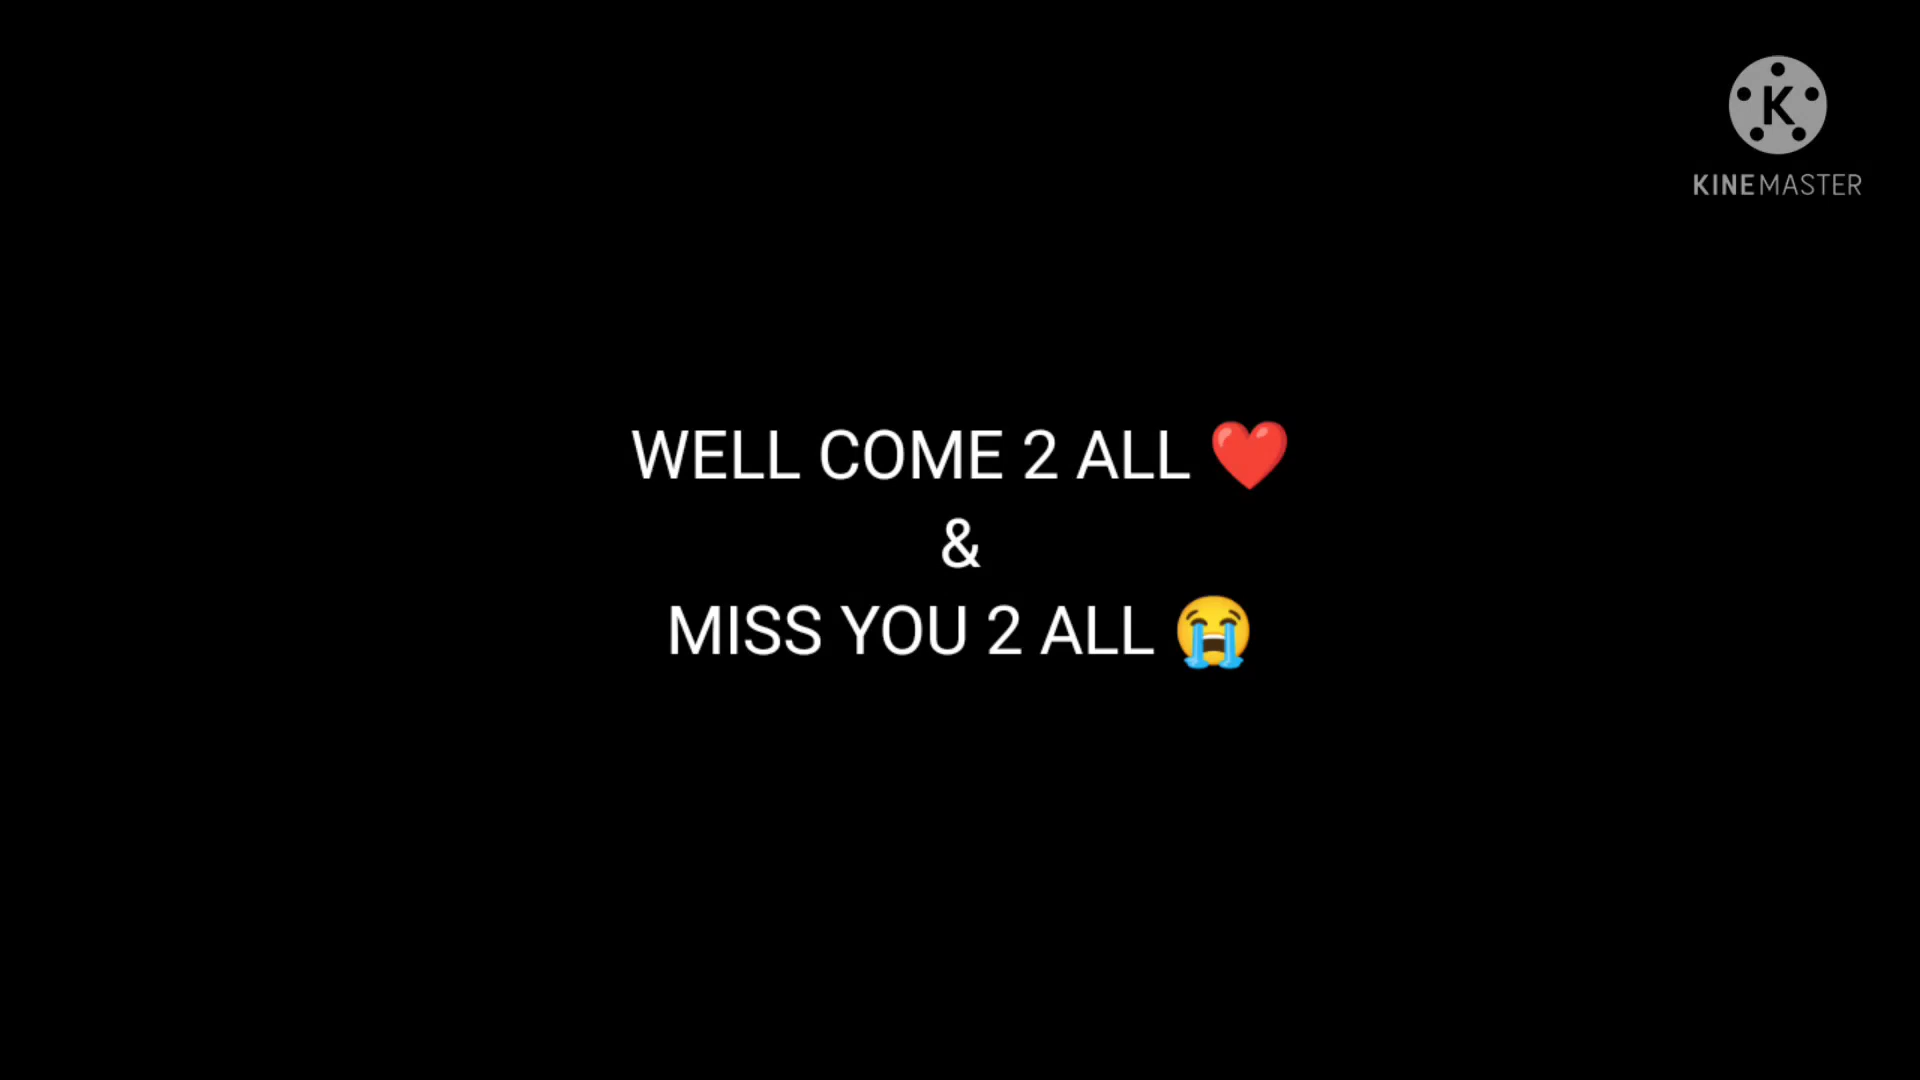 K
KINEMASTER
WELL COME 2 ALL ❤️
&
MISS YOU 2 ALL 😭